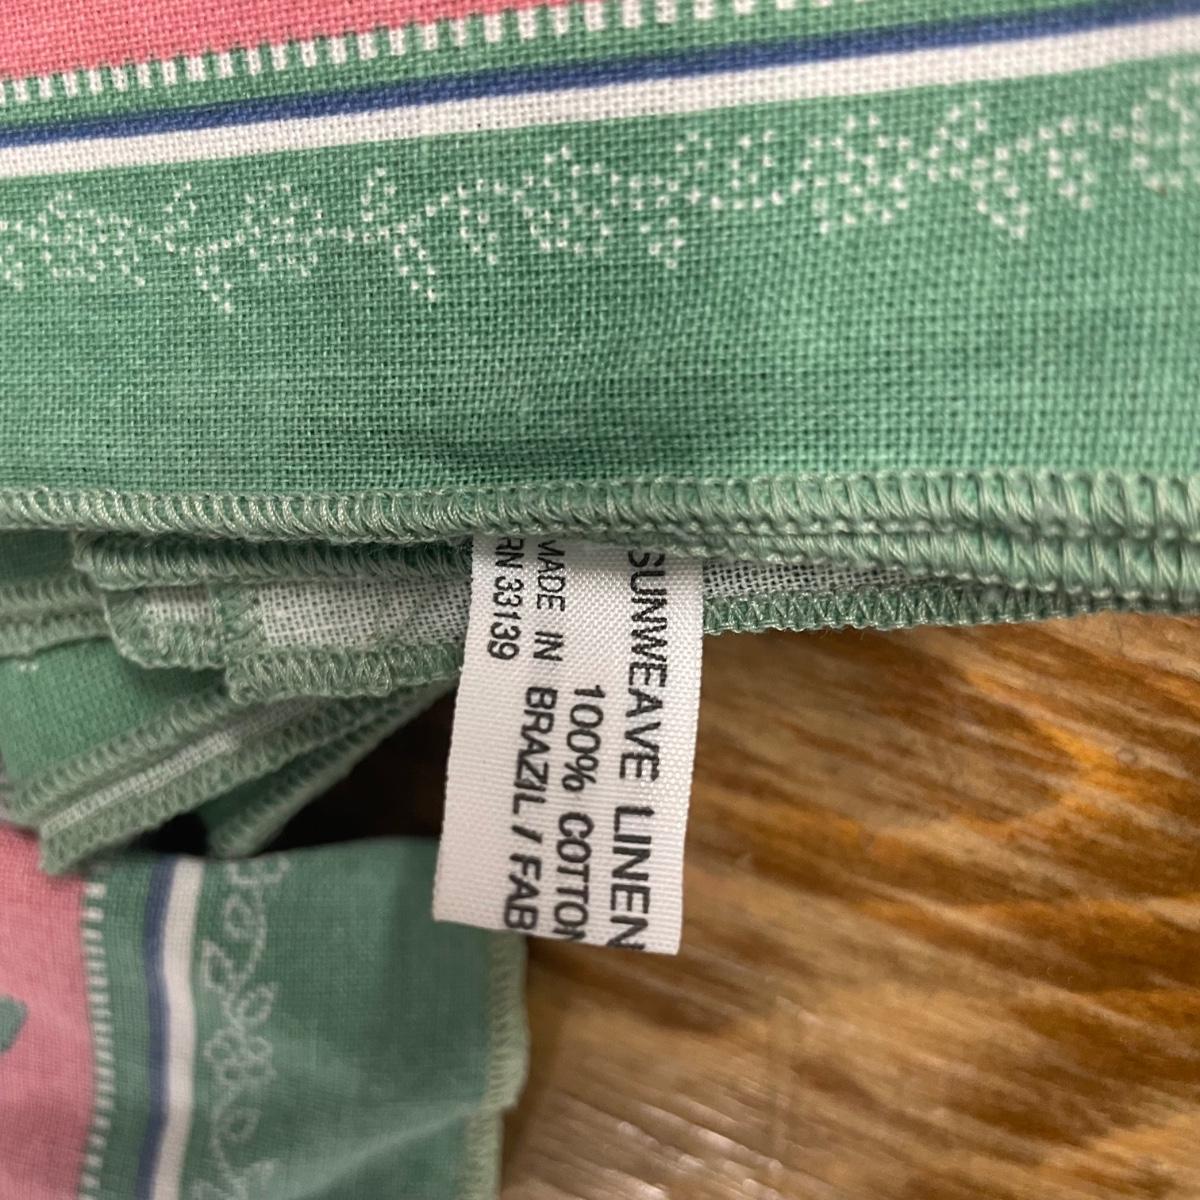 SUNWEAVE LINEN
100% COTTON
MADE IN BRAZIL / FAB
RN 33139